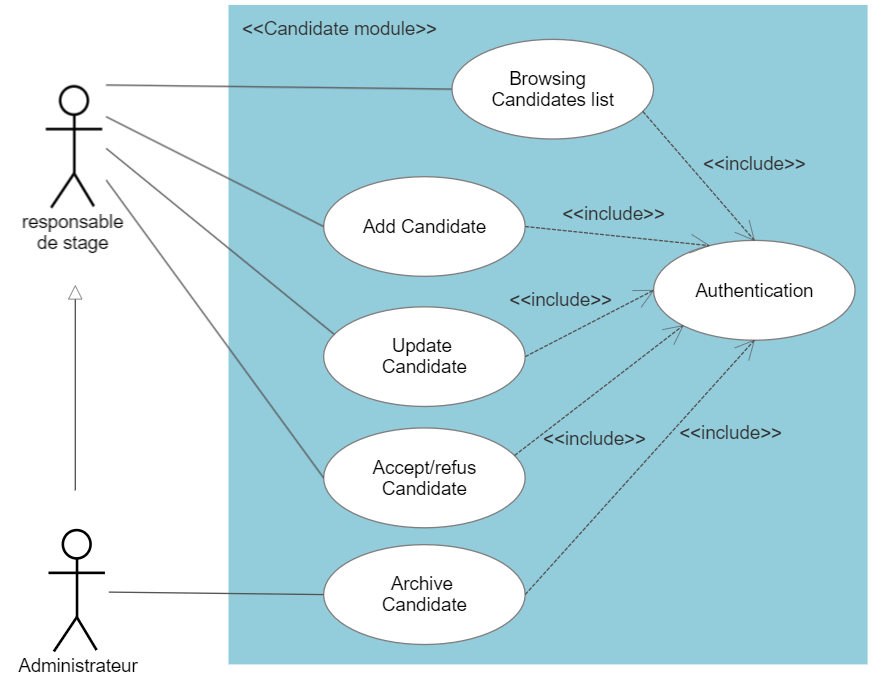 <<Candidate module>>
Browsing
Candidates list
<<include>>
responsable
de stage
Add Candidate
<<include>>
Authentication
<<include>>
Update
Candidate
<<include>>
<<include>>
Accept/refus
Candidate
Archive
Candidate
Administrateur